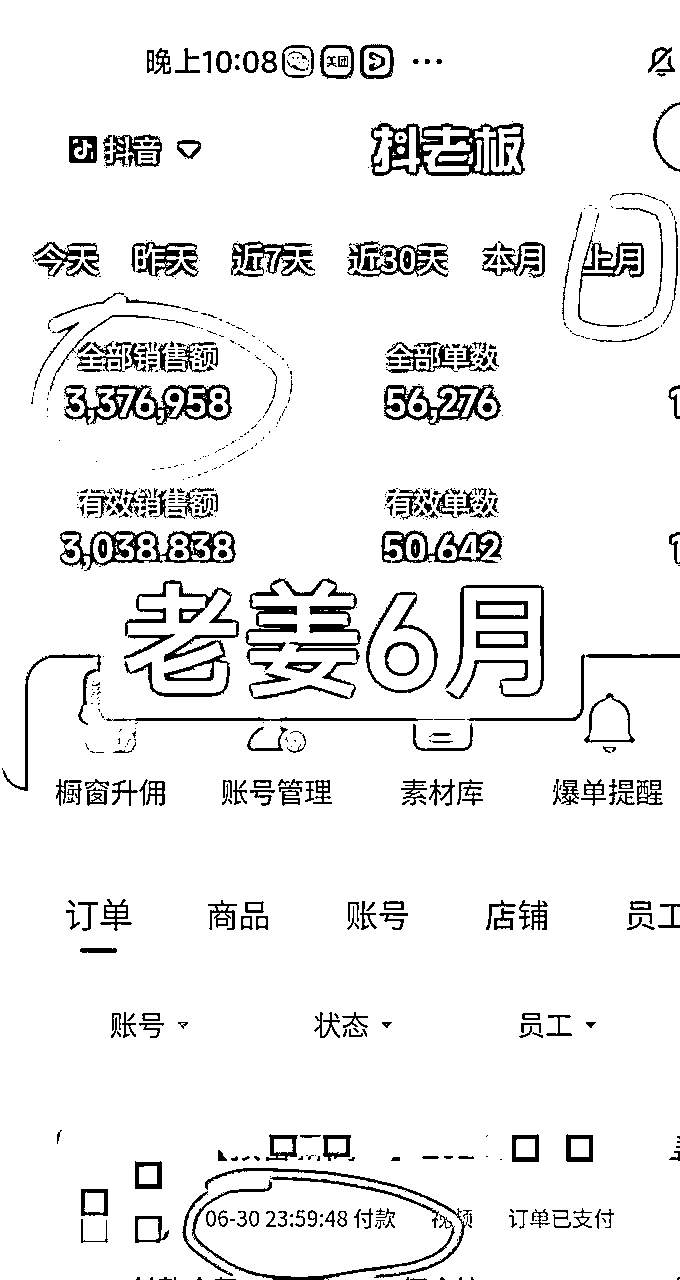 晚上10:08 美团 ...
抖音 抖老板
今天 昨天 近7天 近30天 本月 上月
全部销售额 全部单数
3,376,958 56,276
有效销售额 有效单数
3,038,838 50,642
老姜6月
橱窗升佣 账号管理 素材库 爆单提醒
订单 商品 账号 店铺 员工
账号 状态 员工
06-30 23:59:48 付款 视频 订单已支付